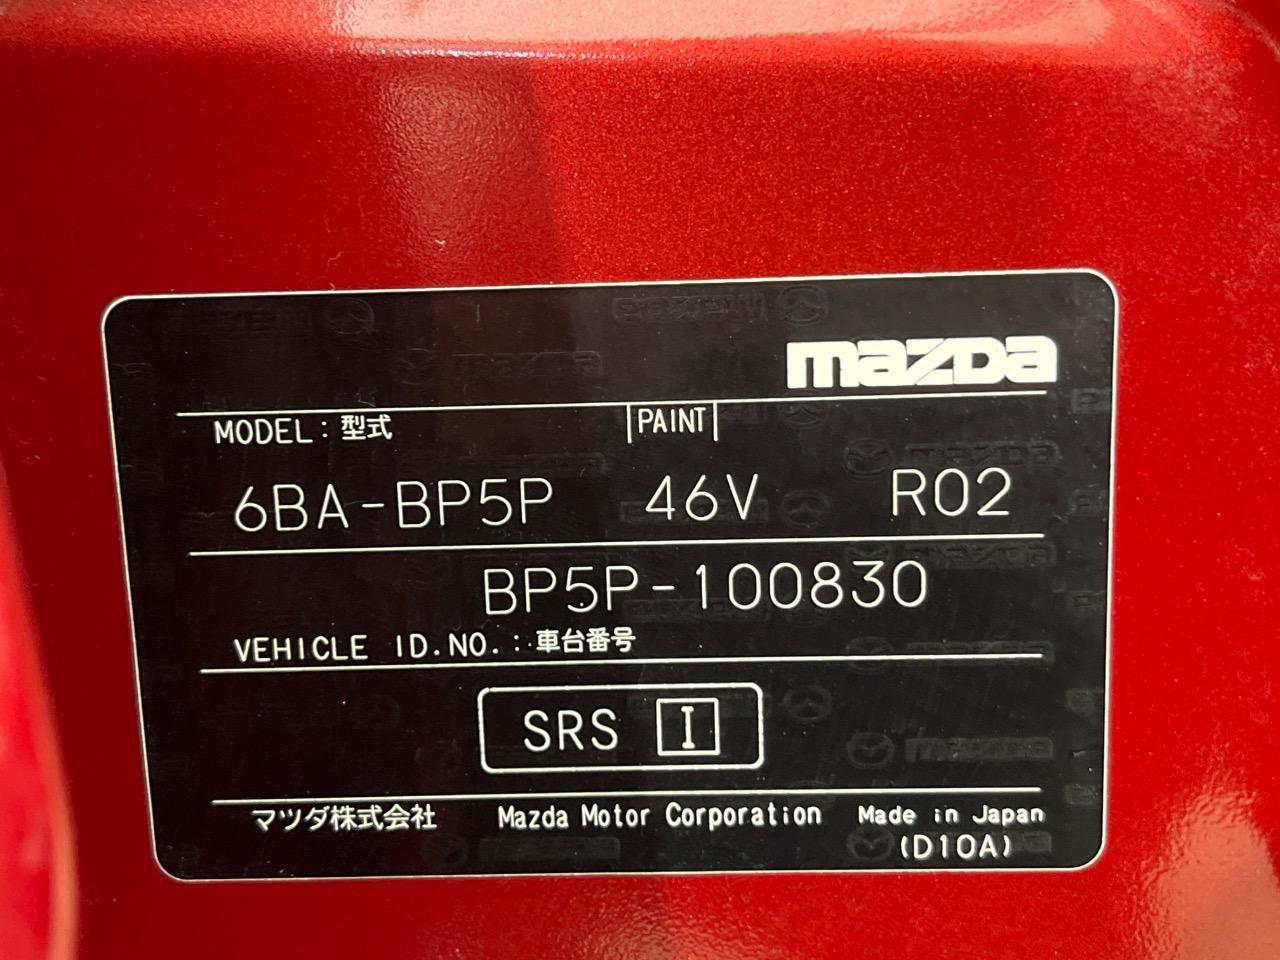 mazda
MODEL: 型式 PAINT
6BA-BP5P 46V R02
BP5P-100830
VEHICLE ID.NO.: 車台番号
SRS I
マツダ株式会社 Mazda Motor Corporation Made in Japan
(D10A)